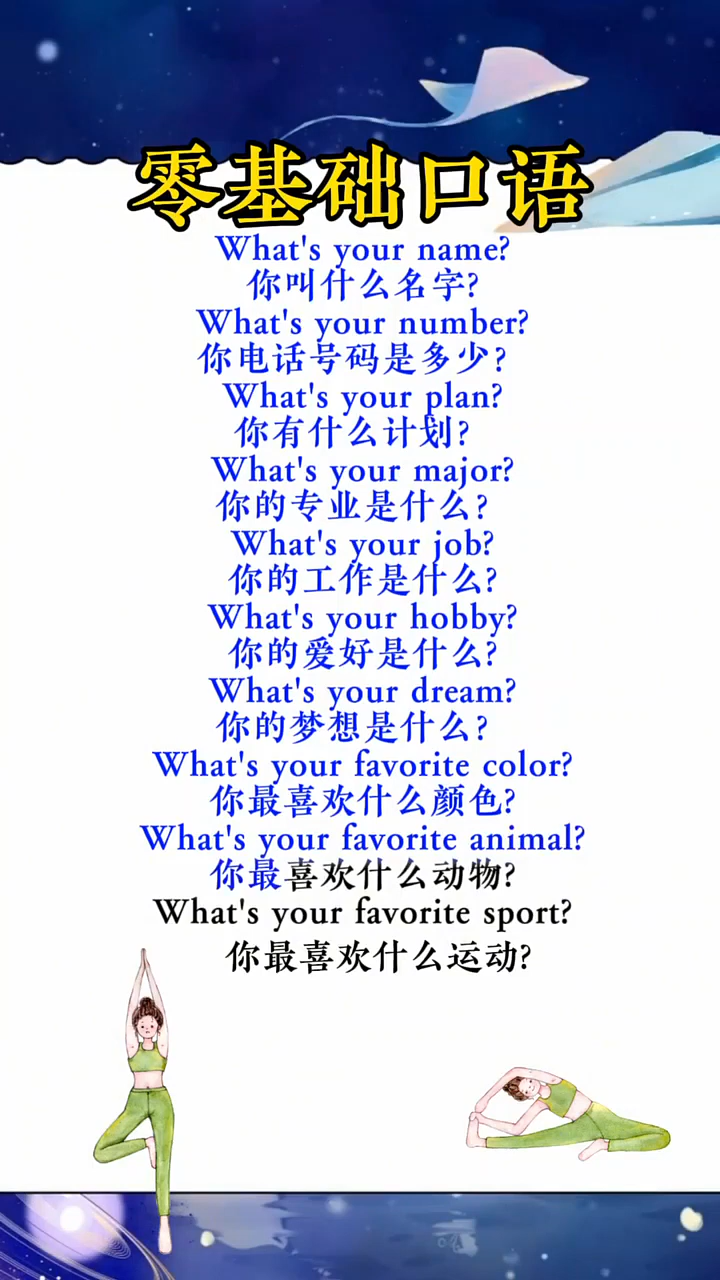 零基础口语
What's your name?
你叫什么名字?
What's your number?
你电话号码是多少?
What's your plan?
你有什么计划?
What's your major?
你的专业是什么?
What's your job?
你的工作是什么?
What's your hobby?
你的爱好是什么?
What's your dream?
你的梦想是什么?
What's your favorite color?
你最喜欢什么颜色?
What's your favorite animal?
你最喜欢什么动物?
What's your favorite sport?
你最喜欢什么运动?